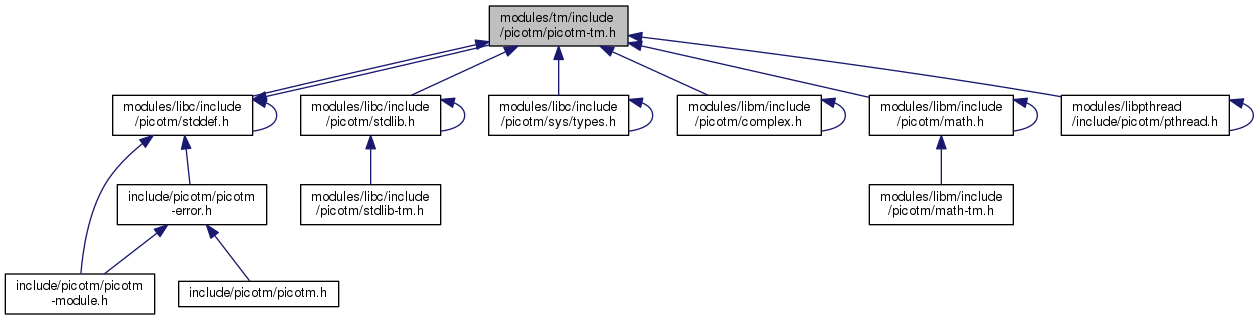 modules/tm/include
/picotm/picotm-tm.h
modules/libc/include
/picotm/stddef.h
modules/libc/include
/picotm/stdlib.h
modules/libc/include
/picotm/sys/types.h
modules/libm/include
/picotm/complex.h
modules/libm/include
/picotm/math.h
modules/libpthread
/include/picotm/pthread.h
include/picotm/picotm
-error.h
modules/libc/include
/picotm/stdlib-tm.h
modules/libm/include
/picotm/math-tm.h
include/picotm/picotm
-module.h
include/picotm/picotm.h